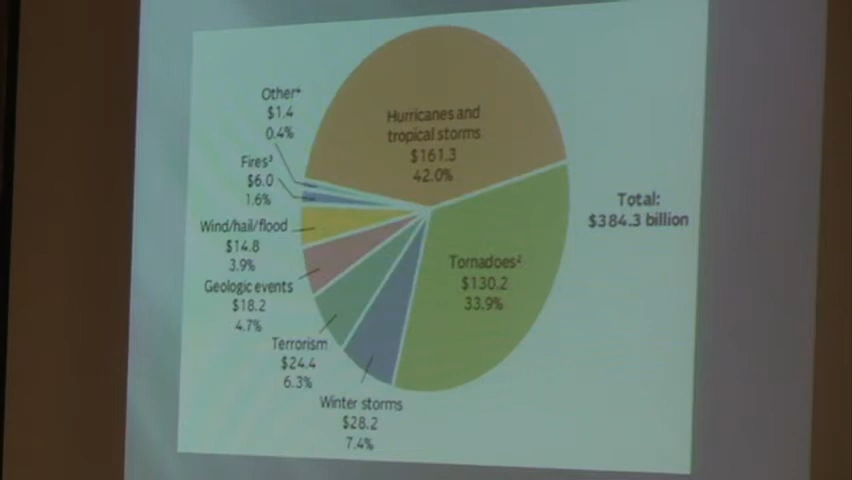 Other⁴
$1.4
0.4%
Fires³
$6.0
1.6%
Wind/hail/flood
$14.8
3.9%
Geologic events
$18.2
4.7%
Terrorism
$24.4
6.3%
Winter storms
$28.2
7.4%
Hurricanes and
tropical storms
$161.3
42.0%
Tornadoes²
$130.2
33.9%
Total:
$384.3 billion